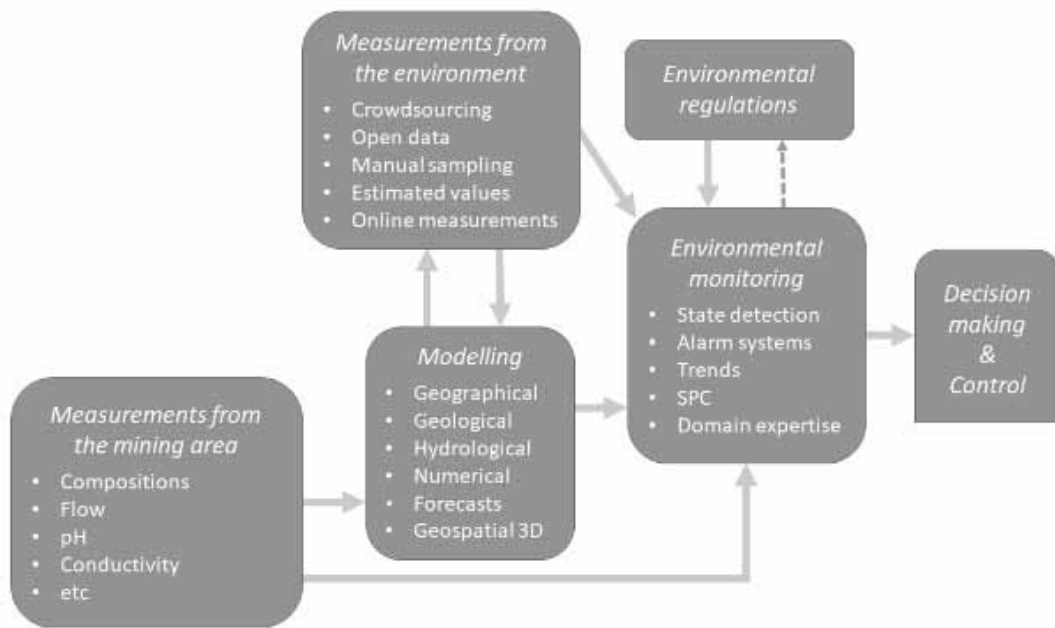 Measurements from
the environment
• Crowdsourcing
• Open data
• Manual sampling
• Estimated values
• Online measurements
Environmental
regulations
Environmental
monitoring
• State detection
• Alarm systems
• Trends
• SPC
• Domain expertise
Decision
making
&
Control
Modelling
• Geographical
• Geological
• Hydrological
• Numerical
• Forecasts
• Geospatial 3D
Measurements from
the mining area
• Compositions
• Flow
• pH
• Conductivity
• etc